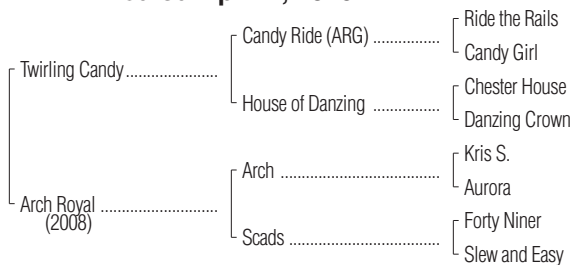 Ride the Rails
Candy Ride (ARG) ................
Candy Girl
Twirling Candy ......................
Chester House
House of Danzing ................
Danzing Crown
Kris S.
Arch ...............................
Aurora
Arch Royal ............................
(2008)
Forty Niner
Scads .............................
Slew and Easy